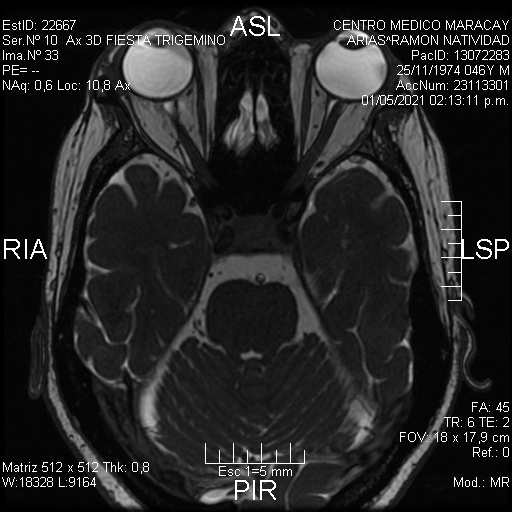 EstID: 22667
Ser.Nº 10 Ax 3D FIESTA TRIGEMINO
Ima.Nº 33
PE= --
NAq: 0,6 Loc: 10,8 Ax
ASL
CENTRO MEDICO MARACAY
ARIAS^RAMON NATIVIDAD
PacID: 13072283
25/11/1974 046Y M
AccNum: 23113301
01/05/2021 02:13:11 p.m.
RIA
LSP
FA: 45
TR: 6 TE: 2
FOV: 18 x 17,9 cm
Ref.: 0
Matriz 512 x 512 Thk: 0,8
W:18328 L:9164
Esc 1=5 mm
PIR
Mod.: MR